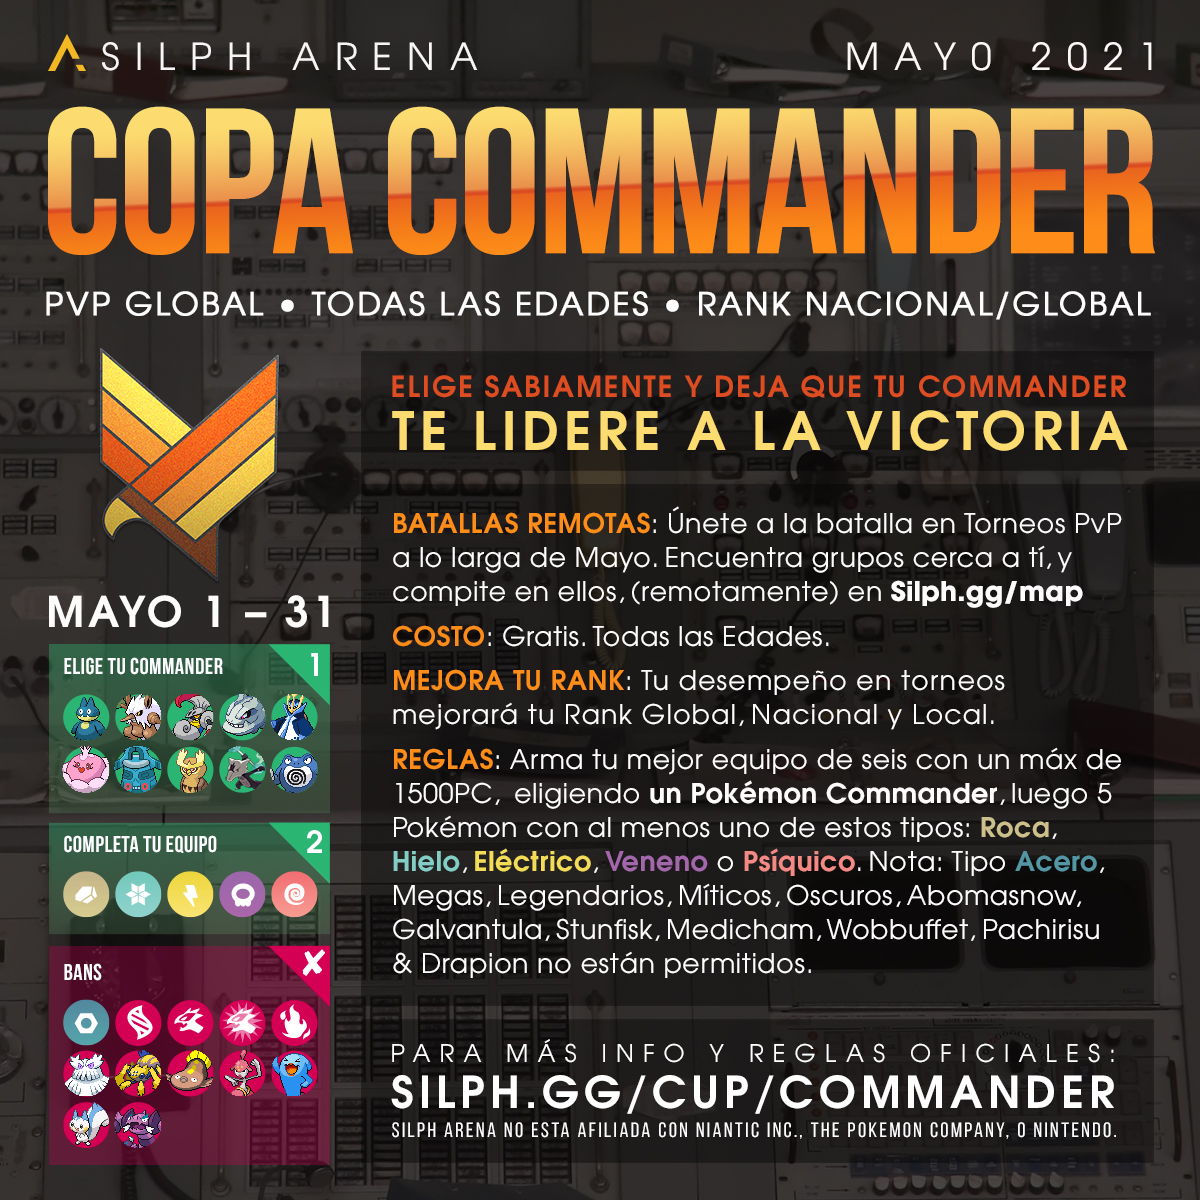 SILPH ARENA
MAYO 2021
COPA COMMANDER
PVP GLOBAL • TODAS LAS EDADES • RANK NACIONAL/GLOBAL
ELIGE SABIAMENTE Y DEJA QUE TU COMMANDER
TE LIDERE A LA VICTORIA
MAYO 1 – 31
ELIGE TU COMMANDER
1
COMPLETA TU EQUIPO
2
BANS
X
BATALLAS REMOTAS: Únete a la batalla en Torneos PvP
a lo larga de Mayo. Encuentra grupos cerca a tí, y
compite en ellos, (remotamente) en Silph.gg/map
COSTO: Gratis. Todas las Edades.
MEJORA TU RANK: Tu desempeño en torneos
mejorará tu Rank Global, Nacional y Local.
REGLAS: Arma tu mejor equipo de seis con un máx de
1500PC, eligiendo un Pokémon Commander, luego 5
Pokémon con al menos uno de estos tipos: Roca,
Hielo, Eléctrico, Veneno o Psíquico. Nota: Tipo Acero,
Megas, Legendarios, Míticos, Oscuros, Abomasnow,
Galvantula, Stunfisk, Medicham, Wobbuffet, Pachirisu
& Drapion no están permitidos.
PARA MÁS INFO Y REGLAS OFICIALES:
SILPH.GG/CUP/COMMANDER
SILPH ARENA NO ESTA AFILIADA CON NIANTIC INC., THE POKEMON COMPANY, O NINTENDO.